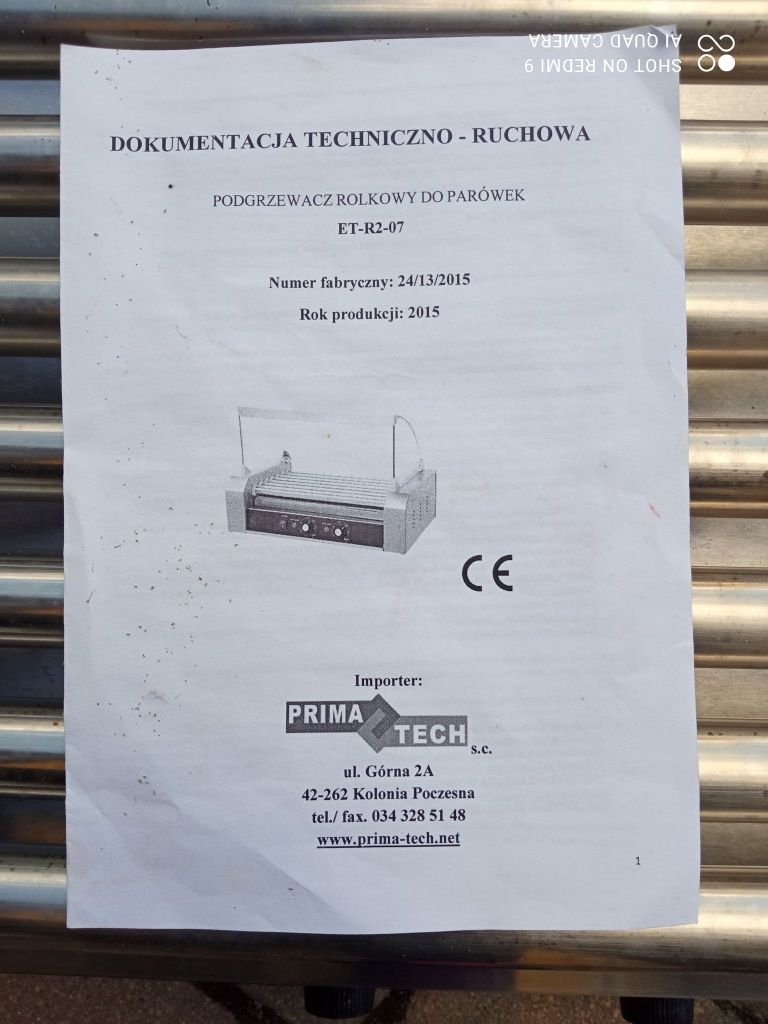 SHOT ON REDMI 9
AI QUAD CAMERA
DOKUMENTACJA TECHNICZNO - RUCHOWA
PODGRZEWACZ ROLKOWY DO PARÓWEK
ET-R2-07
Numer fabryczny: 24/13/2015
Rok produkcji: 2015
CE
Importer:
PRIMA TECH s.c.
ul. Górna 2A
42-262 Kolonia Poczesna
tel./ fax. 034 328 51 48
www.prima-tech.net
1